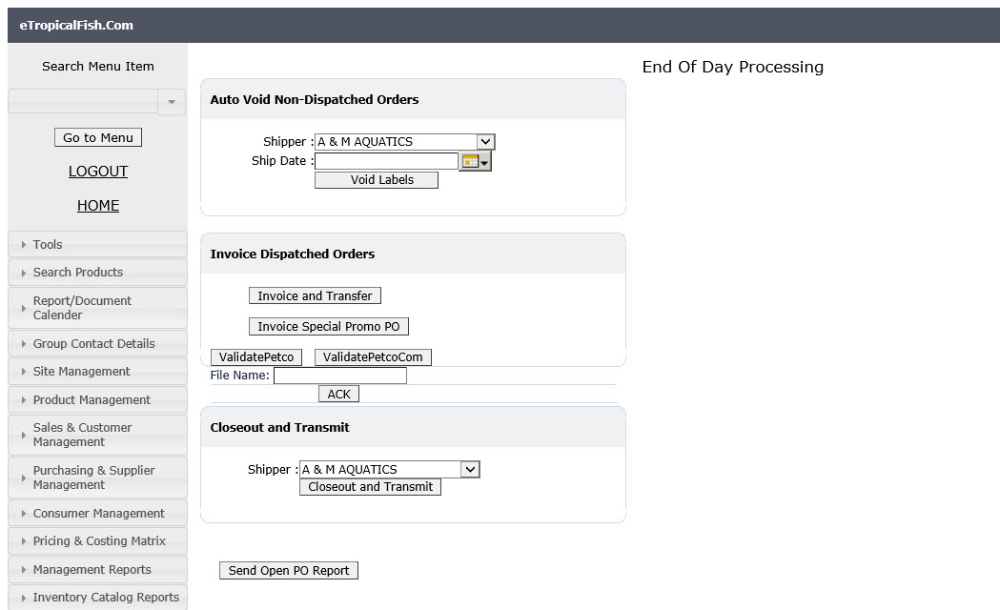 eTropicalFish.Com
Search Menu Item
Go to Menu
LOGOUT
HOME
Tools
Search Products
Report/Document
Calender
Group Contact Details
Site Management
Product Management
Sales & Customer
Management
Purchasing & Supplier
Management
Consumer Management
Pricing & Costing Matrix
Management Reports
Inventory Catalog Reports
End Of Day Processing
Auto Void Non-Dispatched Orders
Shipper : A & M AQUATICS
Ship Date :
Void Labels
Invoice Dispatched Orders
Invoice and Transfer
Invoice Special Promo PO
ValidatePetco ValidatePetcoCom
File Name:
ACK
Closeout and Transmit
Shipper : A & M AQUATICS
Closeout and Transmit
Send Open PO Report